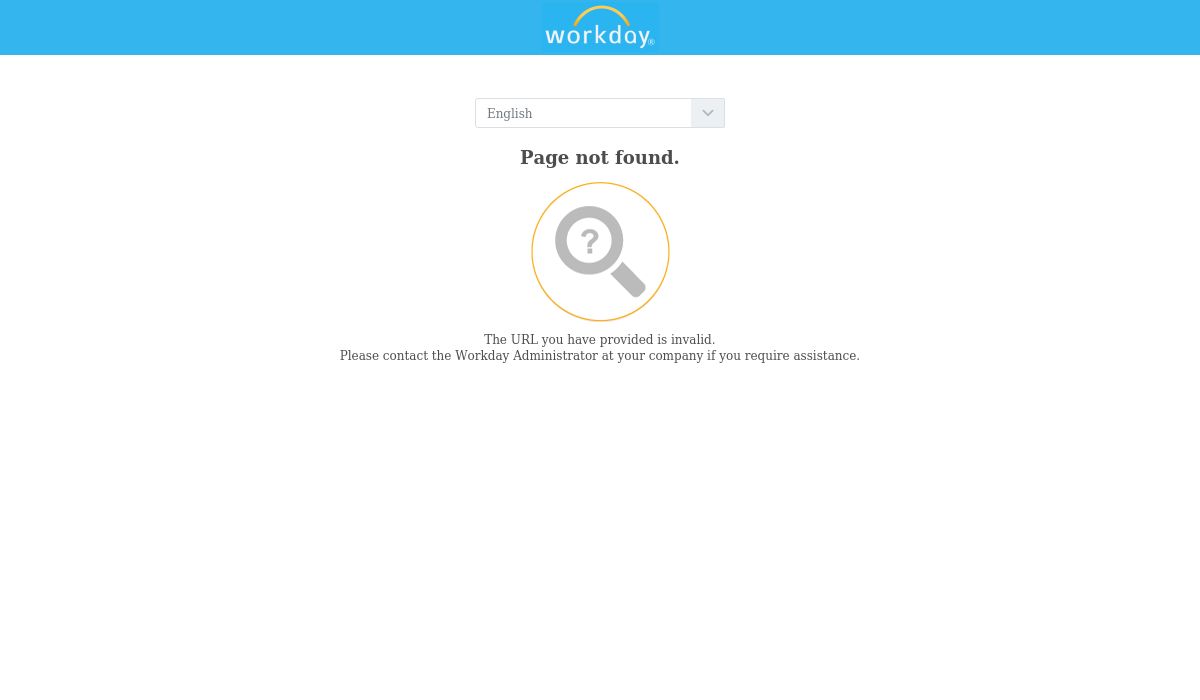 workday®
English
Page not found.
?
The URL you have provided is invalid.
Please contact the Workday Administrator at your company if you require assistance.